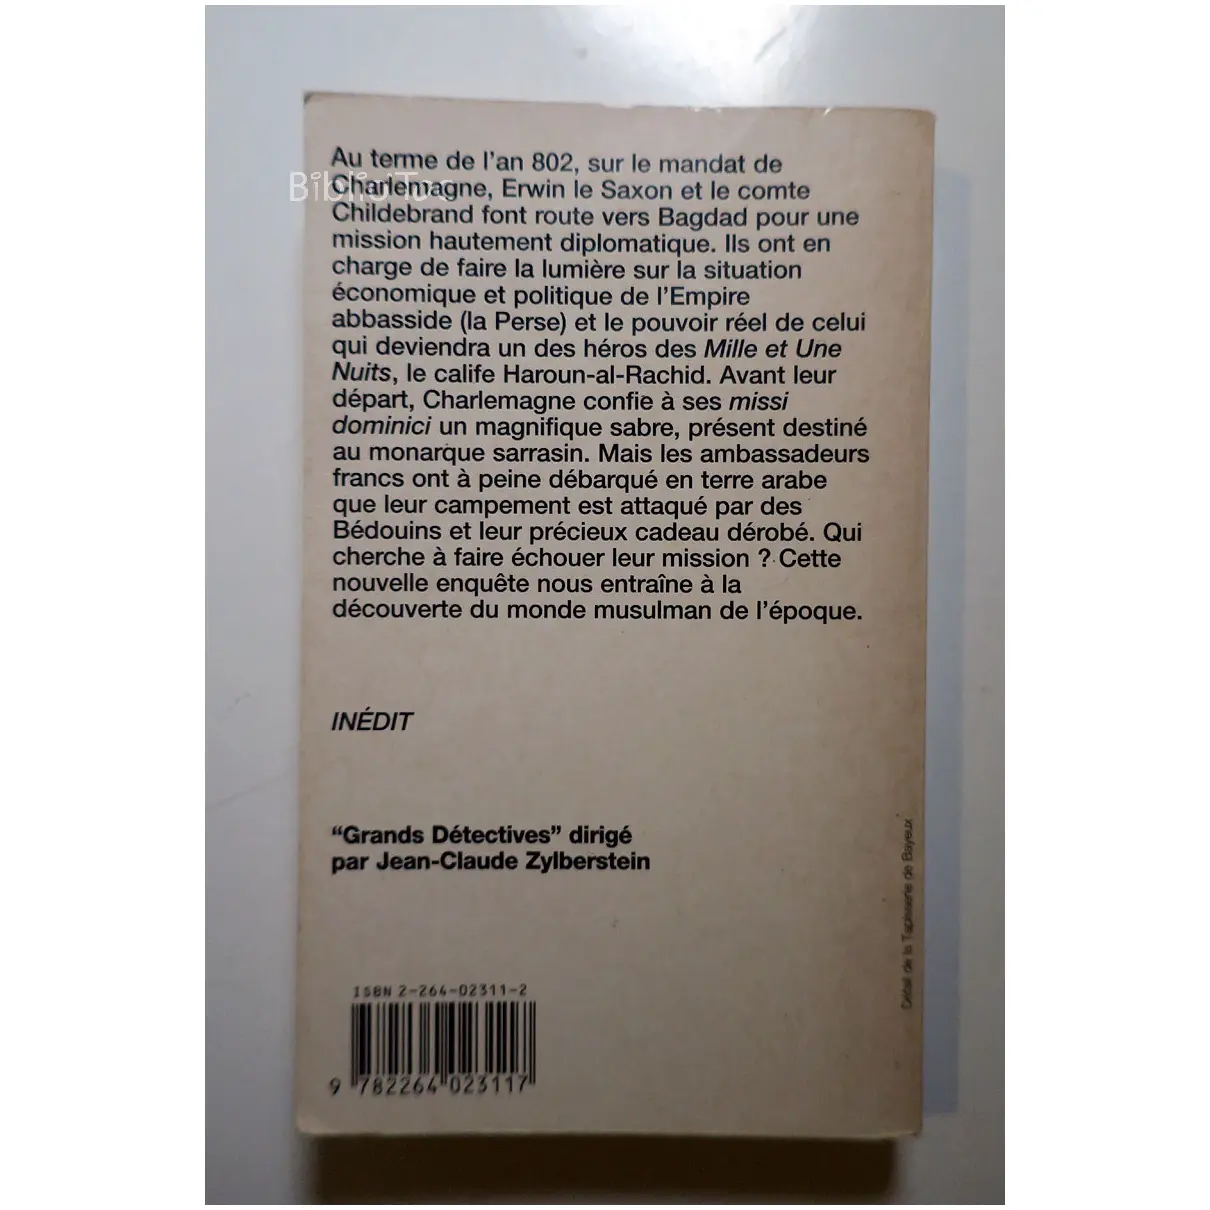 Au terme de l'an 802, sur le mandat de
Charlemagne, Erwin le Saxon et le comte
Childebrand font route vers Bagdad pour une
mission hautement diplomatique. Ils ont en
charge de faire la lumière sur la situation
économique et politique de l'Empire
abbasside (la Perse) et le pouvoir réel de celui
qui deviendra un des héros des Mille et Une
Nuits, le calife Haroun-al-Rachid. Avant leur
départ, Charlemagne confie à ses missi
dominici un magnifique sabre, présent destiné
au monarque sarrasin. Mais les ambassadeurs
francs ont à peine débarqué en terre arabe
que leur campement est attaqué par des
Bédouins et leur précieux cadeau dérobé. Qui
cherche à faire échouer leur mission ? Cette
nouvelle enquête nous entraîne à la
découverte du monde musulman de l'époque.
INÉDIT
"Grands Détectives" dirigé
par Jean-Claude Zylberstein
Détail de la Tapisserie de Bayeux
ISBN 2-264-02311-2
9 782264 023117